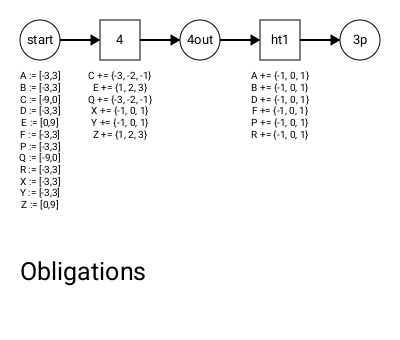 start 4 4out ht1 3p
A := [-3,3]
B := [-3,3]
C := [-9,0]
D := [-3,3]
E := [0,9]
F := [-3,3]
P := [-3,3]
Q := [-9,0]
R := [-3,3]
X := [-3,3]
Y := [-3,3]
Z := [0,9]
C += {-3, -2, -1}
E += {1, 2, 3}
Q += {-3, -2, -1}
X += {-1, 0, 1}
Y += {-1, 0, 1}
Z += {1, 2, 3}
A += {-1, 0, 1}
B += {-1, 0, 1}
D += {-1, 0, 1}
F += {-1, 0, 1}
P += {-1, 0, 1}
R += {-1, 0, 1}
Obligations